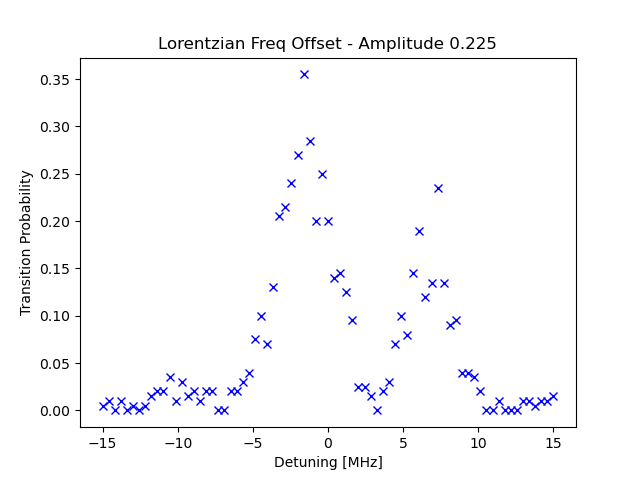 Lorentzian Freq Offset - Amplitude 0.225
Transition Probability
0.35
0.30
0.25
0.20
0.15
0.10
0.05
0.00
−15 −10 −5 0 5 10 15
Detuning [MHz]